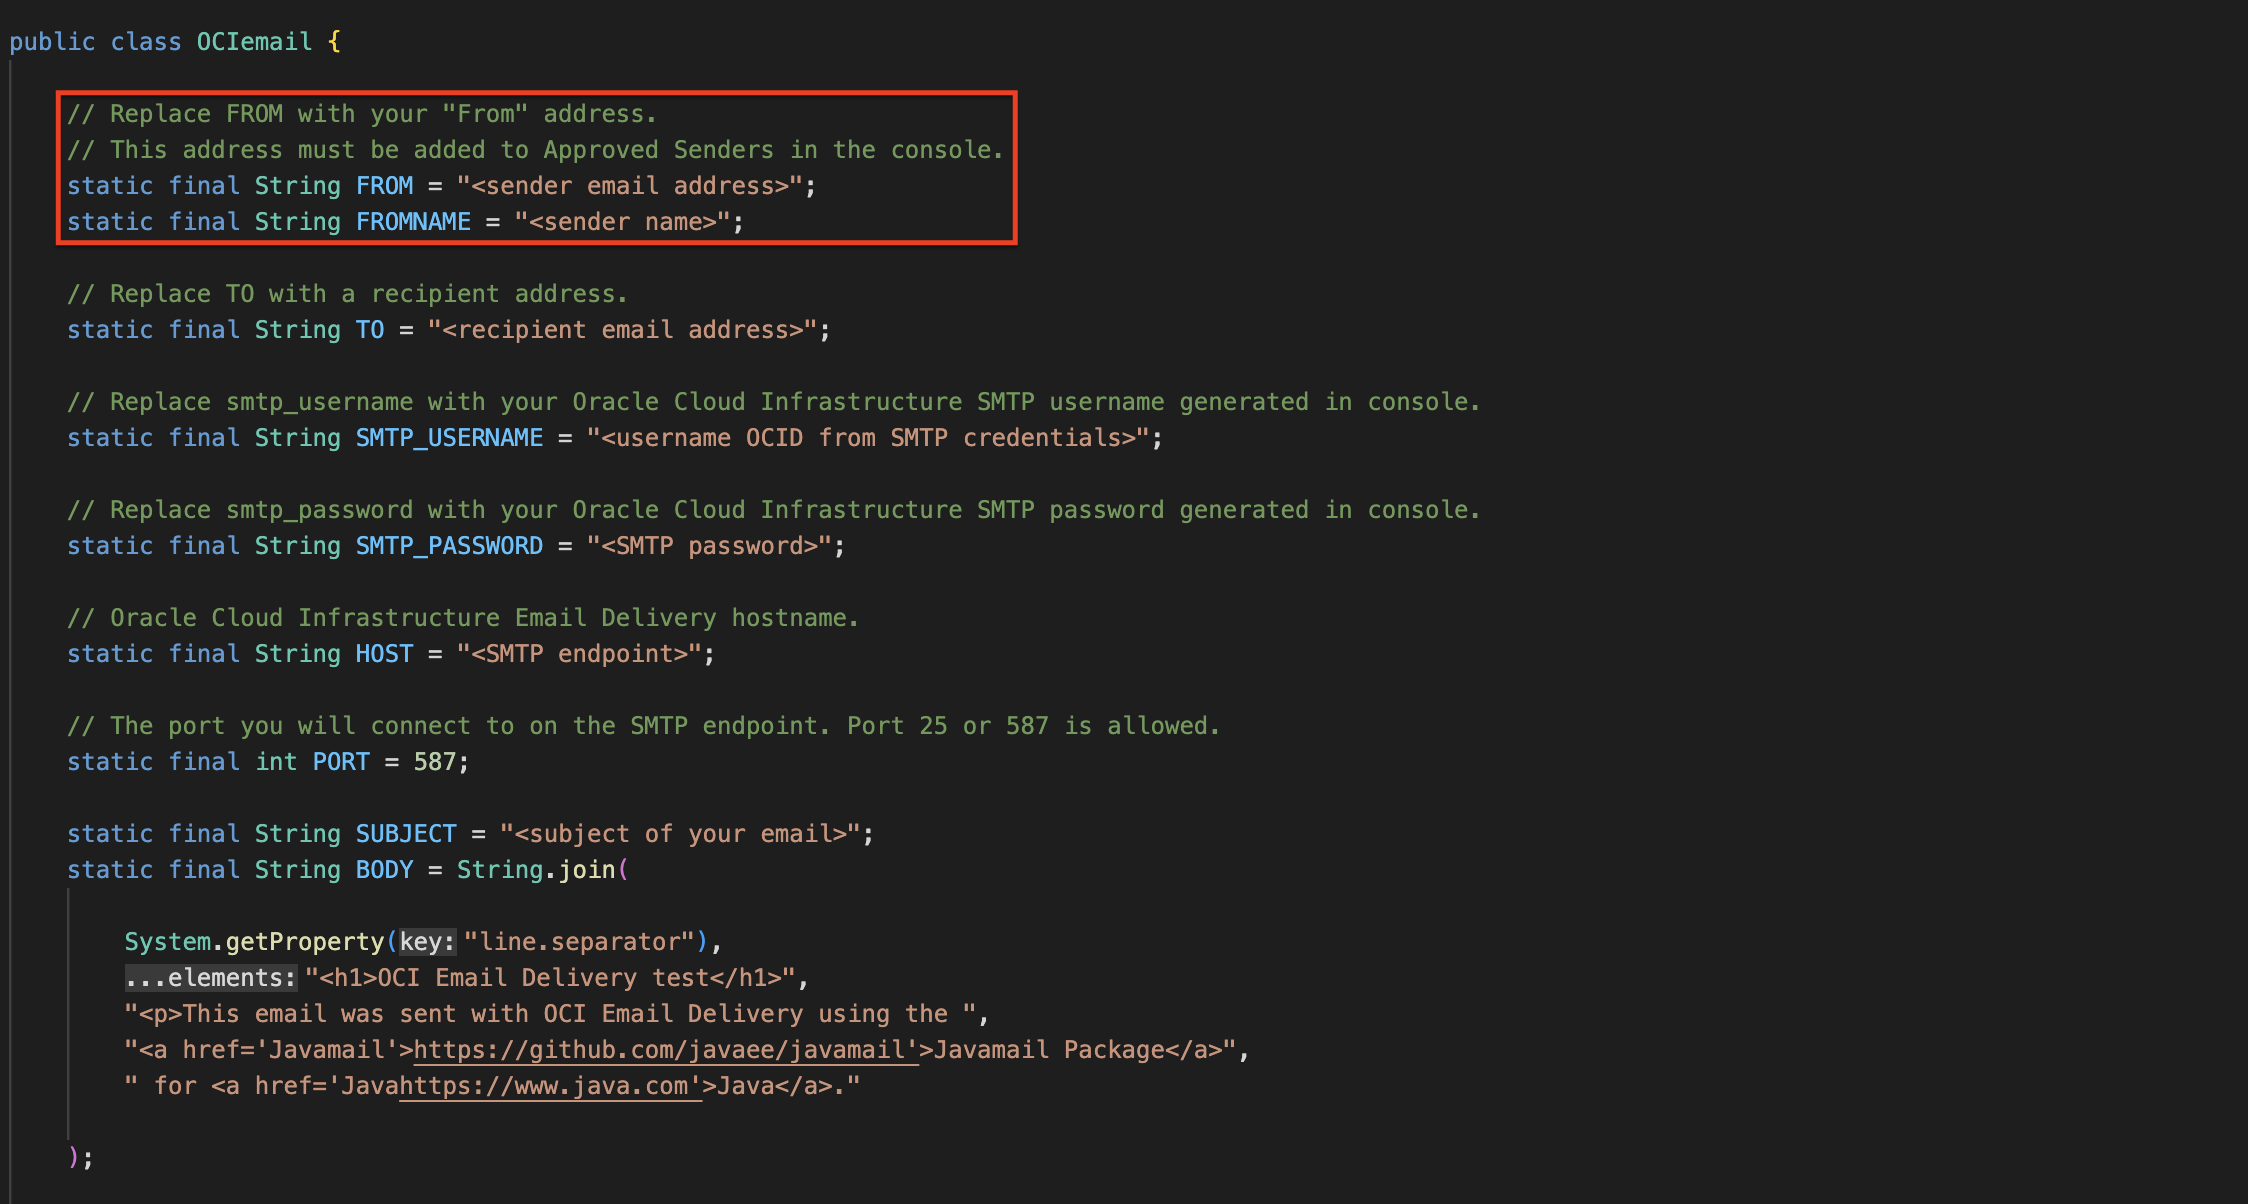 public class OCIemail {
// Replace FROM with your "From" address.
// This address must be added to Approved Senders in the console.
static final String FROM = "<sender email address>";
static final String FROMNAME = "<sender name>";
// Replace TO with a recipient address.
static final String TO = "<recipient email address>";
// Replace smtp_username with your Oracle Cloud Infrastructure SMTP username generated in console.
static final String SMTP_USERNAME = "<username OCID from SMTP credentials>";
// Replace smtp_password with your Oracle Cloud Infrastructure SMTP password generated in console.
static final String SMTP_PASSWORD = "<SMTP password>";
// Oracle Cloud Infrastructure Email Delivery hostname.
static final String HOST = "<SMTP endpoint>";
// The port you will connect to on the SMTP endpoint. Port 25 or 587 is allowed.
static final int PORT = 587;
static final String SUBJECT = "<subject of your email>";
static final String BODY = String.join(
System.getProperty(key:"line.separator"),
...elements:"<h1>OCI Email Delivery test</h1>",
"<p>This email was sent with OCI Email Delivery using the ",
"<a href='Javamail'>https://github.com/javaee/javamail'>Javamail Package</a>",
" for <a href='Javahttps://www.java.com'>Java</a>."
);